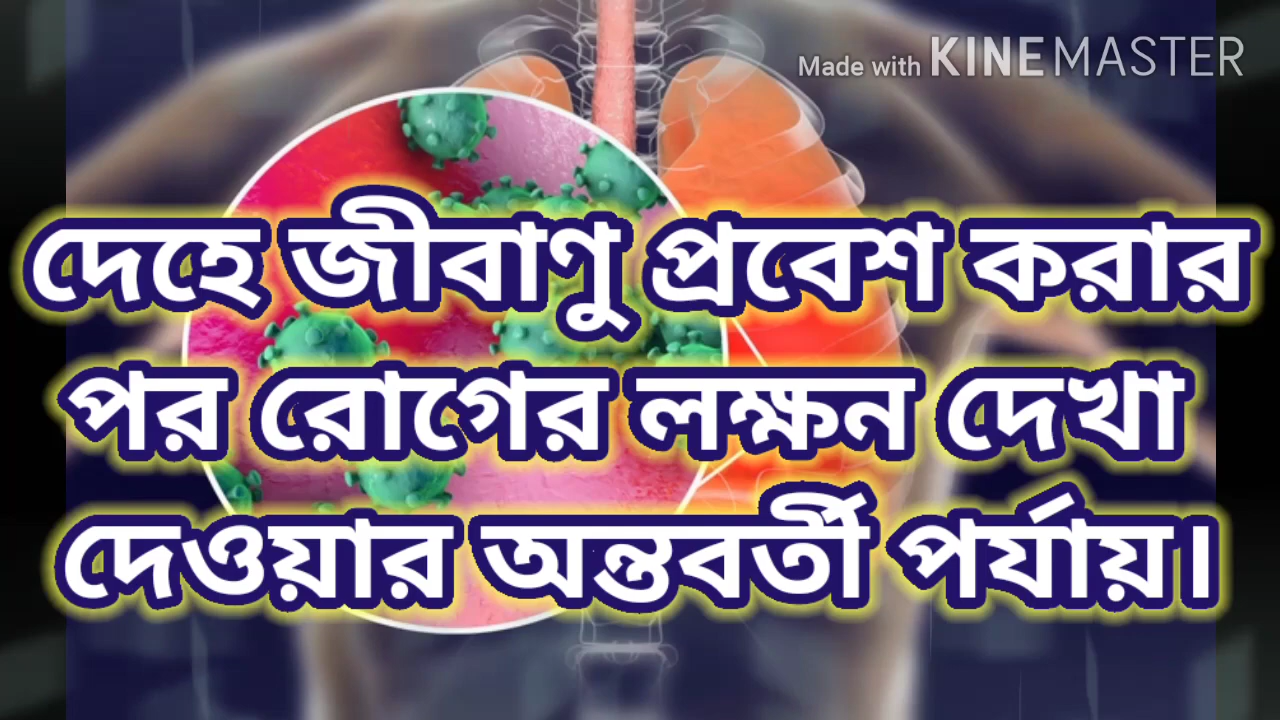 Made with KINEMASTER
দেহে জীবাণু প্রবেশ করার
পর রোগের লক্ষন দেখা
দেওয়ার অন্তবর্তী পর্যায়।